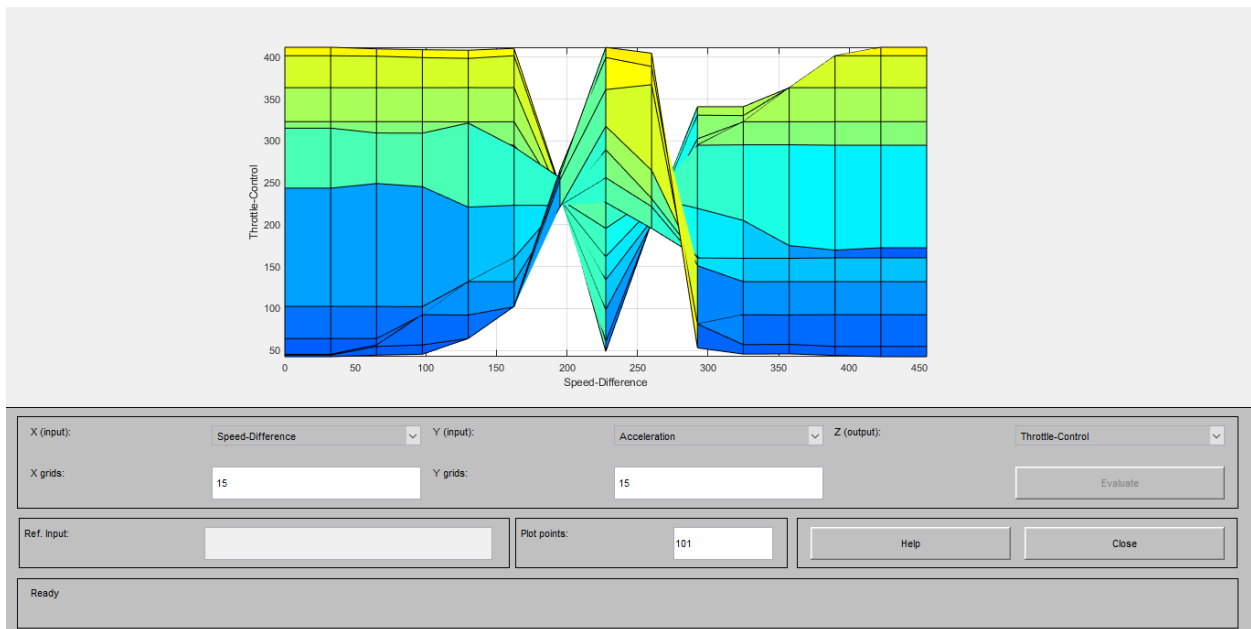 400
350
300
250
200
150
100
50
Throttle-Control
0 50 100 150 200 250 300 350 400 450
Speed-Difference
X (input): Speed-Difference Y (input): Acceleration Z (output): Throttle-Control
X grids: 15 Y grids: 15 Evaluate
Ref. Input: Plot points: 101 Help Close
Ready